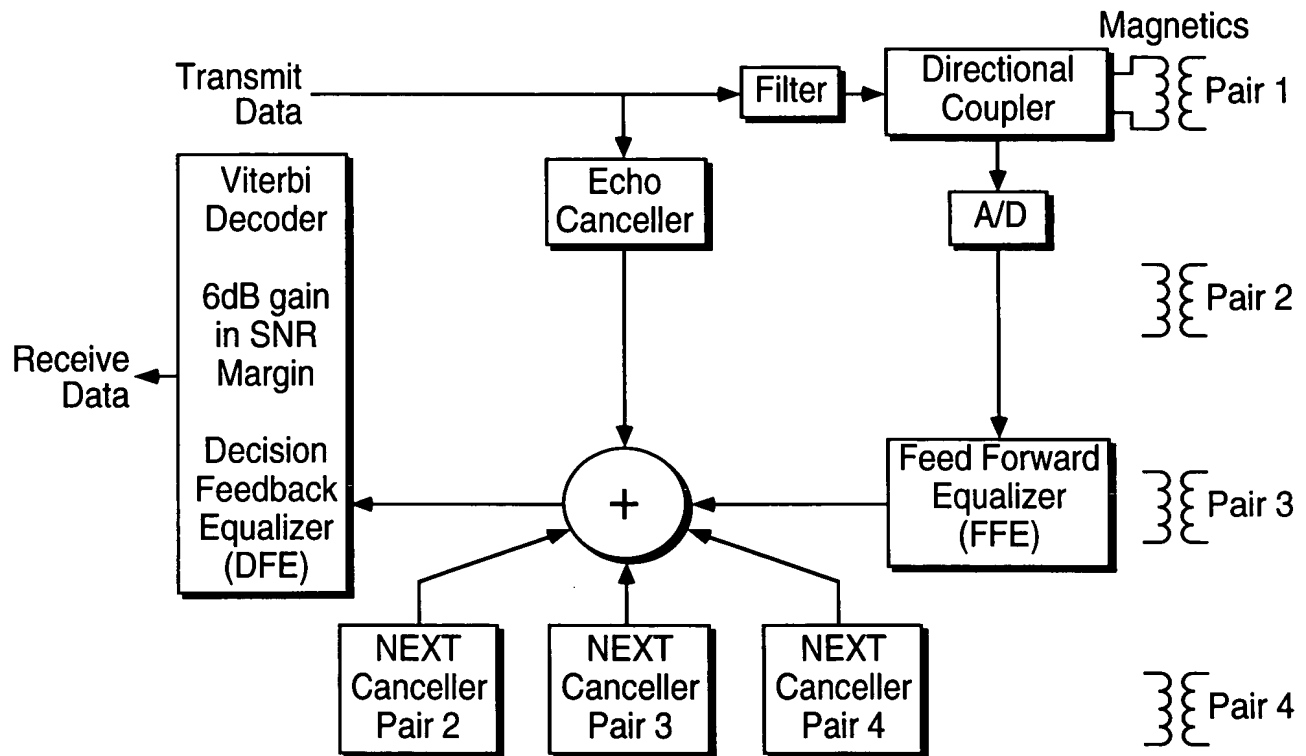 Magnetics
Transmit
Data
Filter
Directional
Coupler
Pair 1
Viterbi
Decoder
6dB gain
in SNR
Margin
Decision
Feedback
Equalizer
(DFE)
Echo
Canceller
A/D
Pair 2
Receive
Data
+
Feed Forward
Equalizer
(FFE)
Pair 3
NEXT
Canceller
Pair 2
NEXT
Canceller
Pair 3
NEXT
Canceller
Pair 4
Pair 4